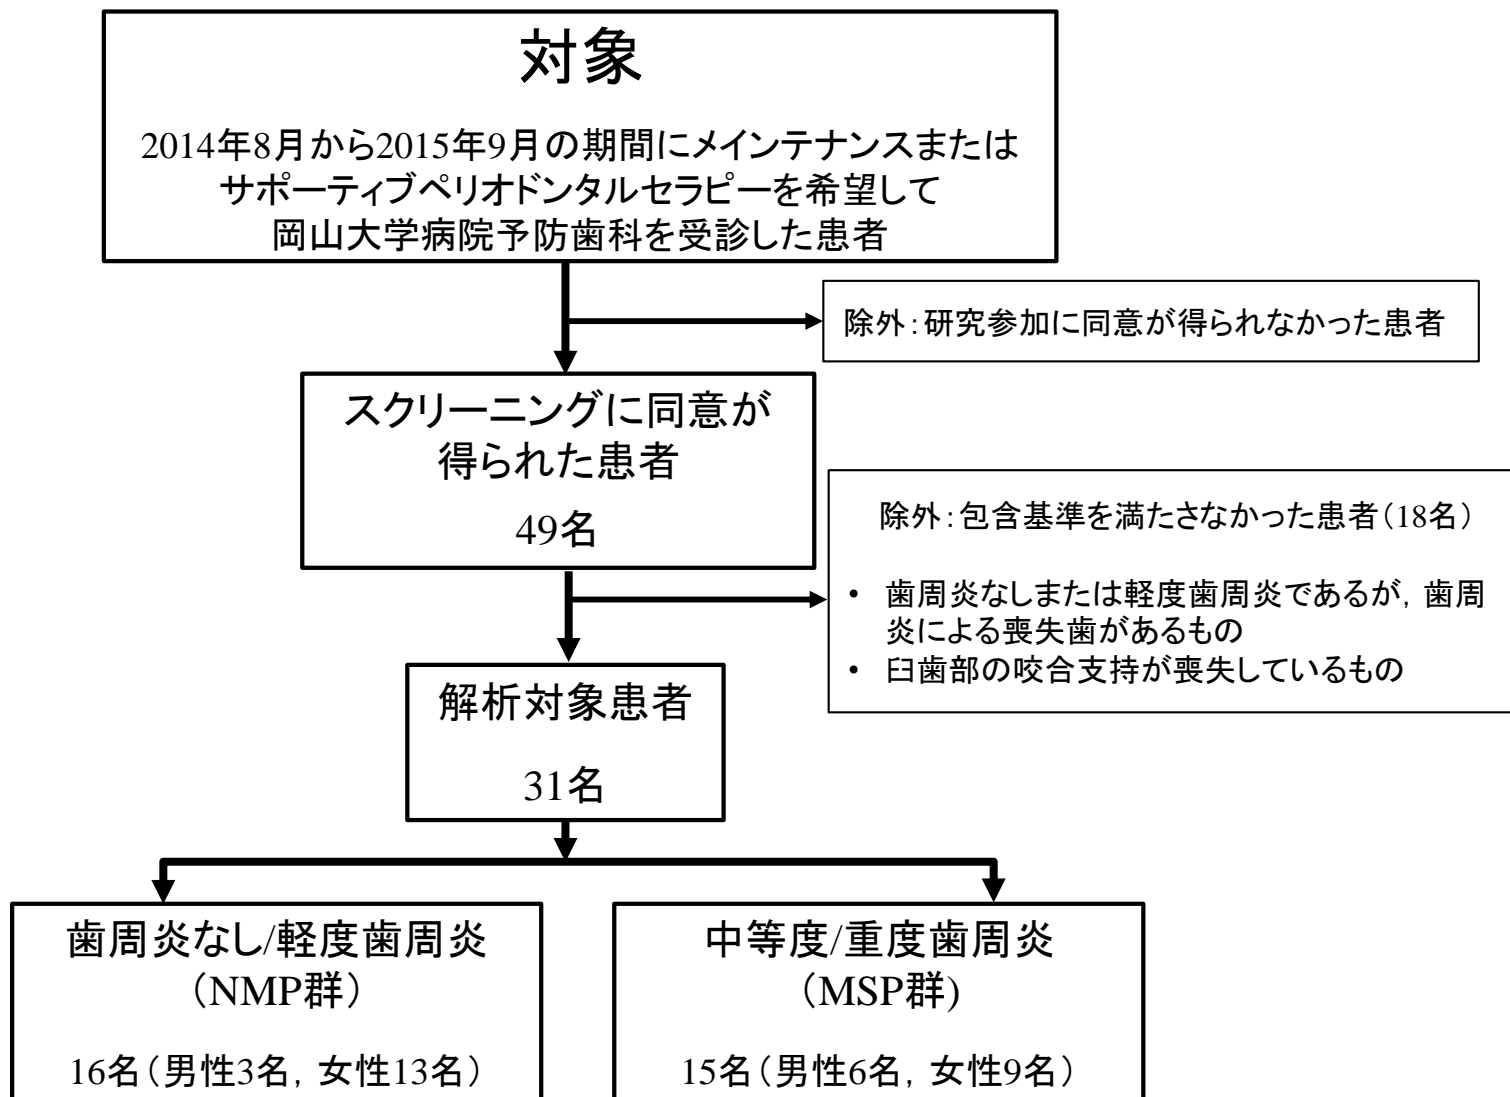 対象
2014年8月から2015年9月の期間にメインテナンスまたは
サポーティブペリオドンタルセラピーを希望して
岡山大学病院予防歯科を受診した患者
除外：研究参加に同意が得られなかった患者
スクリーニングに同意が
得られた患者
49名
除外：包含基準を満たさなかった患者（18名）
• 歯周炎なしまたは軽度歯周炎であるが，歯周
炎による喪失歯があるもの
• 臼歯部の咬合支持が喪失しているもの
解析対象患者
31名
歯周炎なし/軽度歯周炎
（NMP群）
16名（男性3名，女性13名）
中等度/重度歯周炎
（MSP群)
15名（男性6名，女性9名）